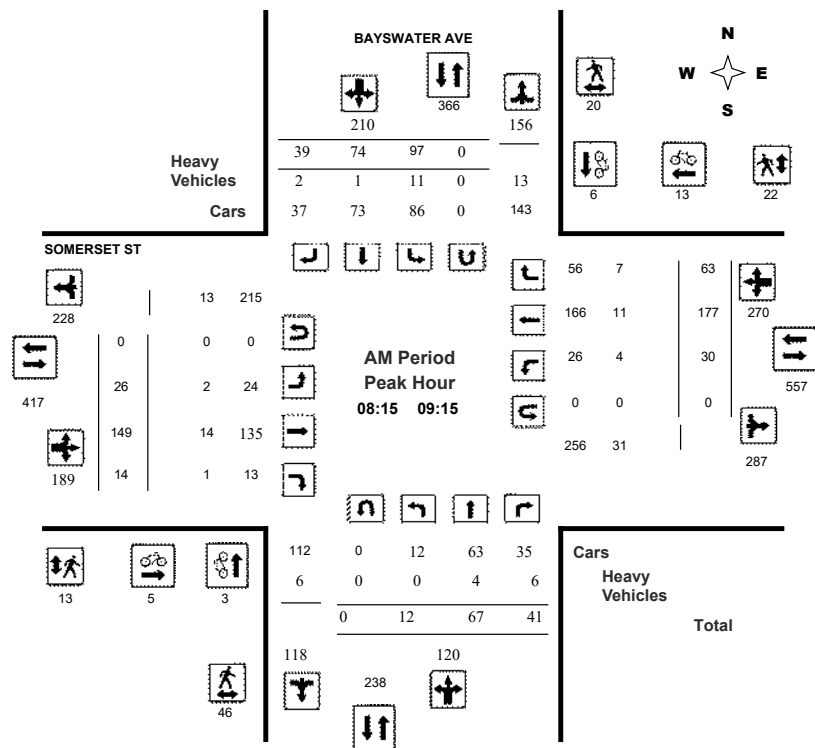 BAYSWATER AVE
N
W E
S
366
20
210 156
39 74 97 0
Heavy
Vehicles
2 1 11 0 13
6 13 22
Cars 37 73 86 0 143
SOMERSET ST
56 7 63
228
13 215
166 11 177 270
0 0 0
AM Period
Peak Hour
08:15 09:15
26 4 30
417
26 2 24
557
0 0 0
149 14 135
256 31
287
189
14 1 13
112 0 12 63 35 Cars
6 0 0 4 6 Heavy
Vehicles
13 5 3
0 12 67 41
Total
118 120
238
46